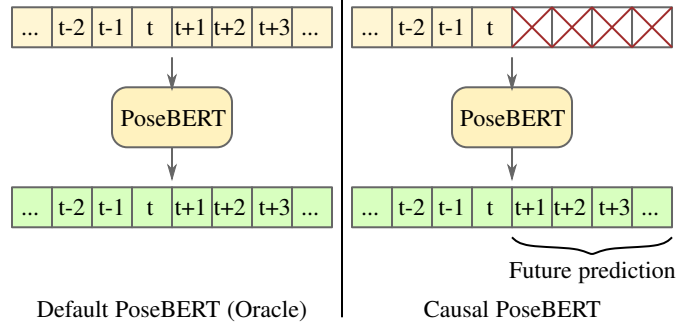 ... t-2 t-1 t t+1 t+2 t+3 ...
PoseBERT
... t-2 t-1 t t+1 t+2 t+3 ...
Default PoseBERT (Oracle)
... t-2 t-1 t
PoseBERT
... t-2 t-1 t t+1 t+2 t+3 ...
Future prediction
Causal PoseBERT